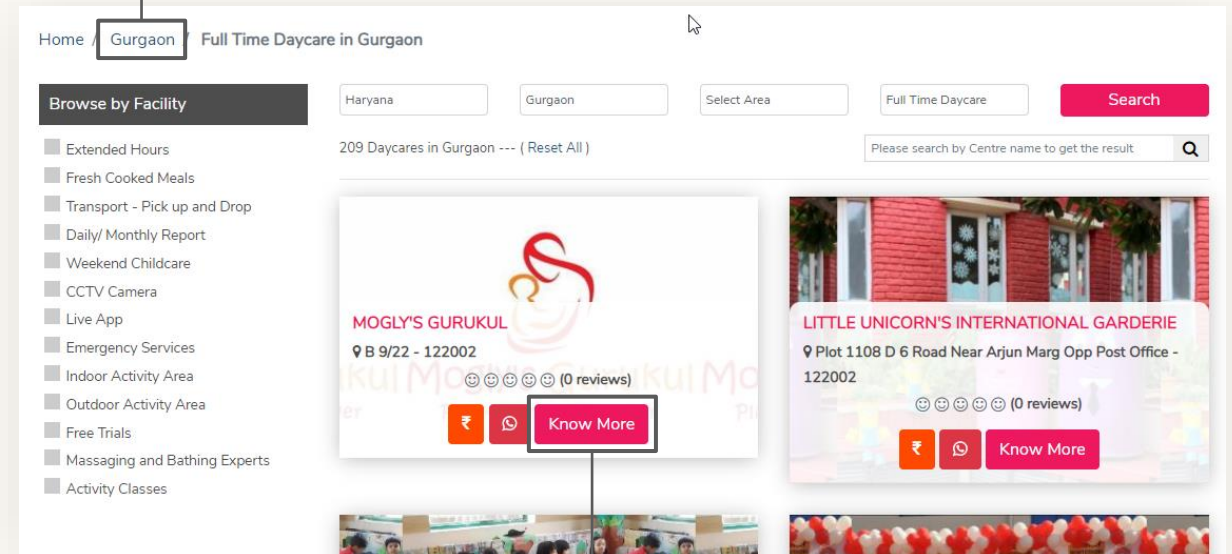 Home / Gurgaon / Full Time Daycare in Gurgaon
Browse by Facility
Extended Hours
Fresh Cooked Meals
Transport - Pick up and Drop
Daily/ Monthly Report
Weekend Childcare
CCTV Camera
Live App
Emergency Services
Indoor Activity Area
Outdoor Activity Area
Free Trials
Massaging and Bathing Experts
Activity Classes
Haryana
Gurgaon
Select Area
Full Time Daycare
Search
209 Daycares in Gurgaon --- ( Reset All )
Please search by Centre name to get the result
MOGLY'S GURUKUL
B 9/22 - 122002
(0 reviews)
₹
Know More
LITTLE UNICORN'S INTERNATIONAL GARDERIE
Plot 1108 D 6 Road Near Arjun Marg Opp Post Office -
122002
(0 reviews)
₹
Know More